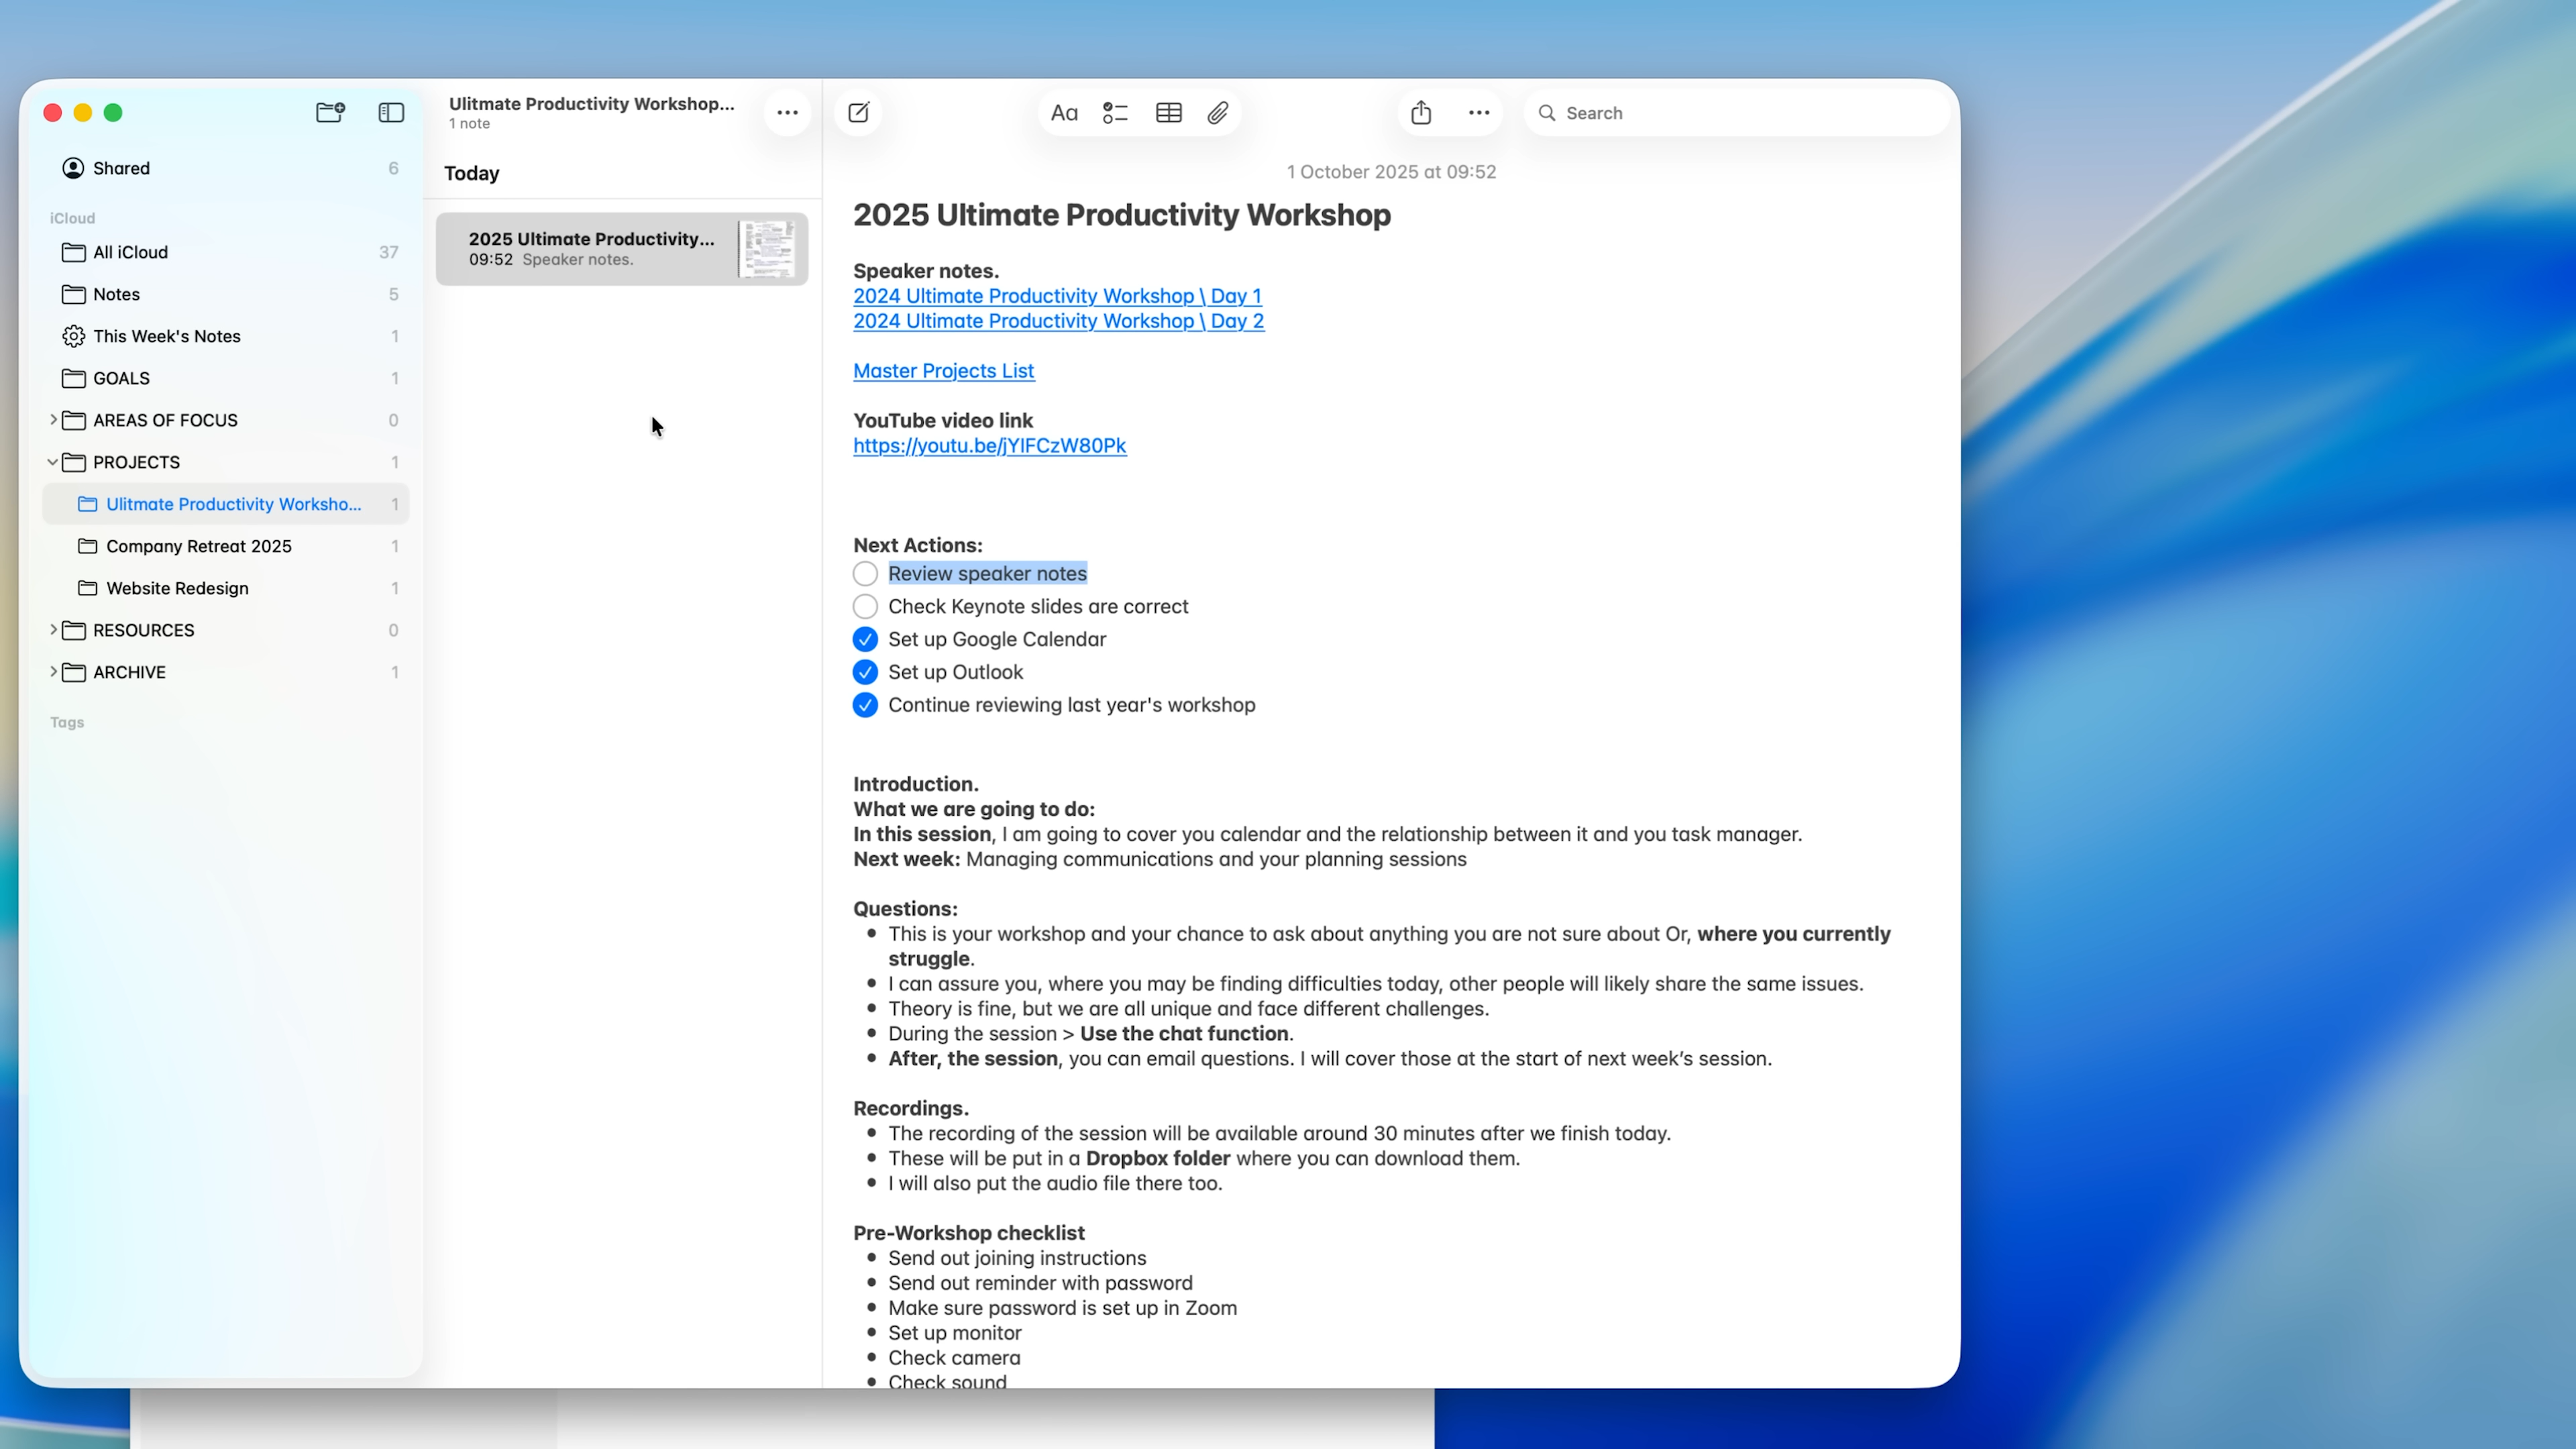 Shared 6
iCloud
All iCloud 37
Notes 5
This Week's Notes 1
GOALS 1
AREAS OF FOCUS 0
PROJECTS 1
Ulitmate Productivity Worksho... 1
Company Retreat 2025 1
Website Redesign 1
RESOURCES 0
ARCHIVE 1
Tags
Ulitmate Productivity Workshop...
1 note
Today
2025 Ultimate Productivity...
09:52 Speaker notes.
Aa
Search
1 October 2025 at 09:52
2025 Ultimate Productivity Workshop
Speaker notes.
2024 Ultimate Productivity Workshop \ Day 1
2024 Ultimate Productivity Workshop \ Day 2
Master Projects List
YouTube video link
https://youtu.be/jYIFCzW80Pk
Next Actions:
Review speaker notes
Check Keynote slides are correct
Set up Google Calendar
Set up Outlook
Continue reviewing last year's workshop
Introduction.
What we are going to do:
In this session, I am going to cover you calendar and the relationship between it and you task manager.
Next week: Managing communications and your planning sessions
Questions:
• This is your workshop and your chance to ask about anything you are not sure about Or, where you currently
struggle.
• I can assure you, where you may be finding difficulties today, other people will likely share the same issues.
• Theory is fine, but we are all unique and face different challenges.
• During the session > Use the chat function.
• After, the session, you can email questions. I will cover those at the start of next week’s session.
Recordings.
• The recording of the session will be available around 30 minutes after we finish today.
• These will be put in a Dropbox folder where you can download them.
• I will also put the audio file there too.
Pre-Workshop checklist
• Send out joining instructions
• Send out reminder with password
• Make sure password is set up in Zoom
• Set up monitor
• Check camera
• Check sound